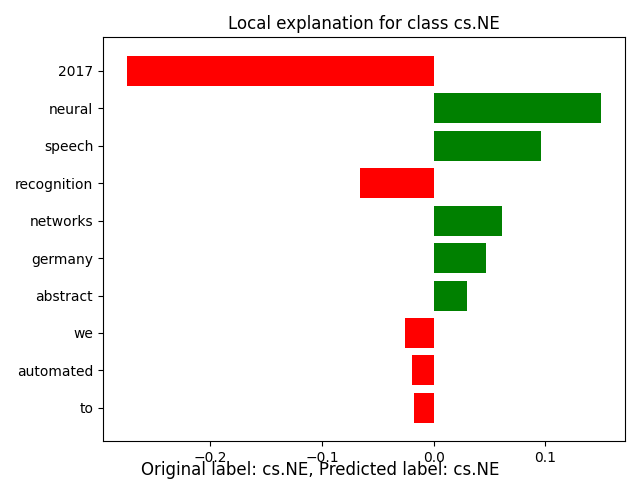 Local explanation for class cs.NE
2017
neural
speech
recognition
networks
germany
abstract
we
automated
to
−0.2 −0.1 0.0 0.1
Original label: cs.NE, Predicted label: cs.NE